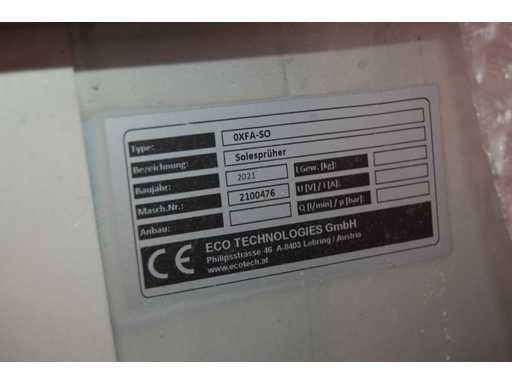 Type: 0XFA-SO
Bezeichnung: Solesprüher
Baujahr: 2021 Gew. [kg]:
Masch.Nr.: 2100476 U [V] / I [A]:
Anbau: Q [l/min] / p [bar]:
CE ECO TECHNOLOGIES GmbH
Philipsstrasse 46 A-8403 Lebring / Austria
www.ecotech.at